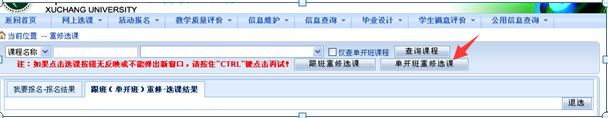 XUCHANG UNIVERSITY
返回首页 网上选课 活动报名 教学质量评价 信息维护 信息查询 毕业设计 学生满意评价 公用信息查询
当前位置 -- 重修选课
课程名称 仅查单开班课程 查询课程
注:如果点击选课按钮无反映或不能弹出新窗口,请按住"CTRL"键点击再试! 跟班重修选课 单开班重修选课
我要报名-报名结果 跟班(单开班)重修-选课结果
退选